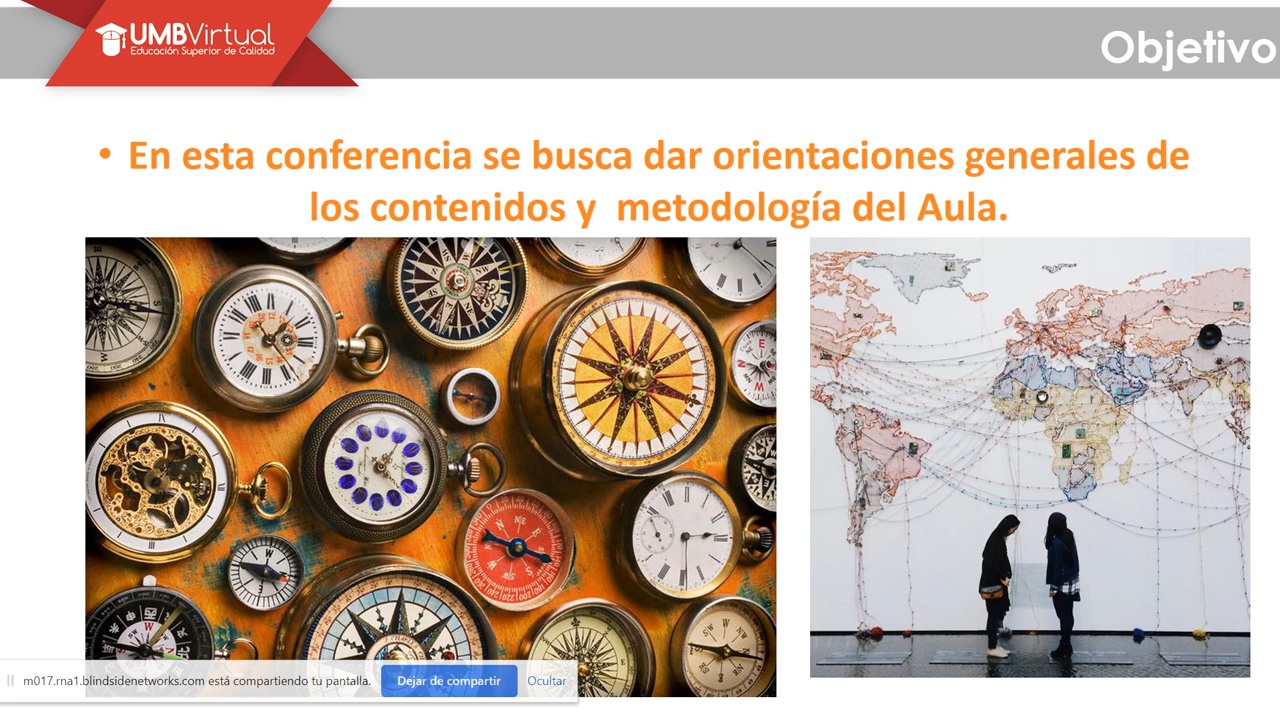 UMBVirtual
Educación Superior de Calidad
Objetivo
• En esta conferencia se busca dar orientaciones generales de
los contenidos y  metodología del Aula.
m017.rna1.blindsidenetworks.com está compartiendo tu pantalla.
Dejar de compartir
Ocultar